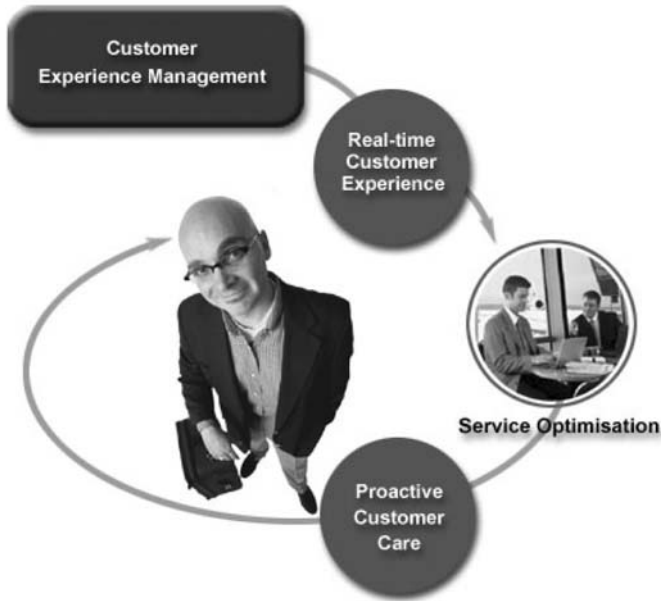 Customer
Experience Management
Real-time
Customer
Experience
Service Optimisation
Proactive
Customer
Care